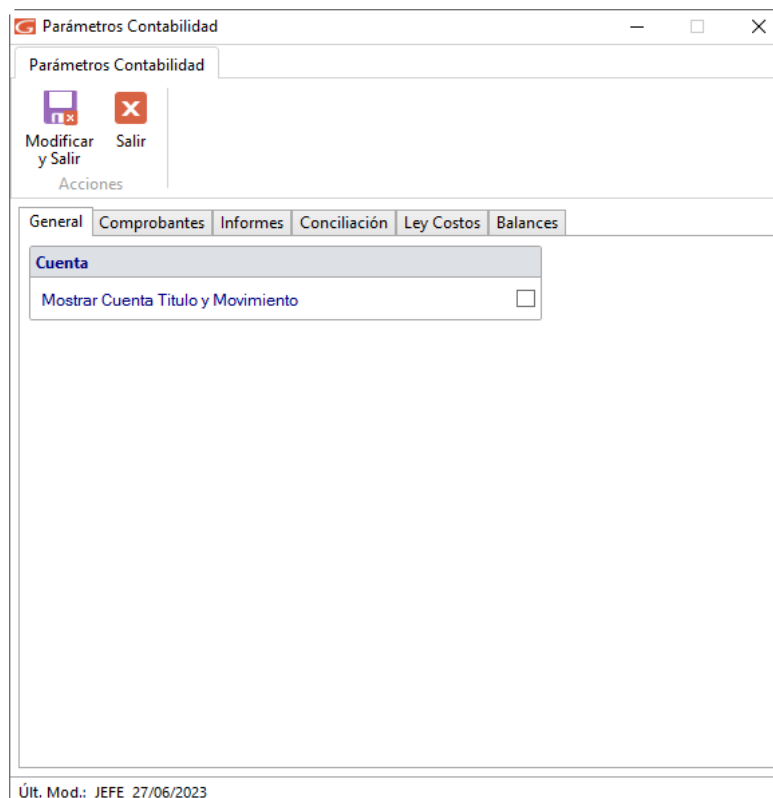 Parámetros Contabilidad
Parámetros Contabilidad
Modificar y Salir
Salir
Acciones
General Comprobantes Informes Conciliación Ley Costos Balances
Cuenta
Mostrar Cuenta Titulo y Movimiento
Últ. Mod.: JEFE 27/06/2023